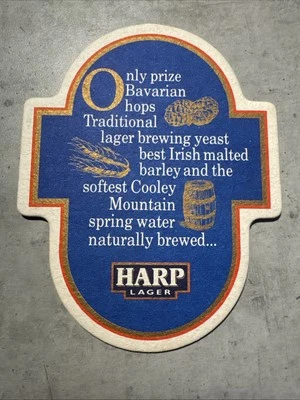 Only prize
Bavarian
hops
Traditional
lager brewing yeast
best Irish malted
barley and the
softest Cooley
Mountain
spring water
naturally brewed...
HARP
LAGER